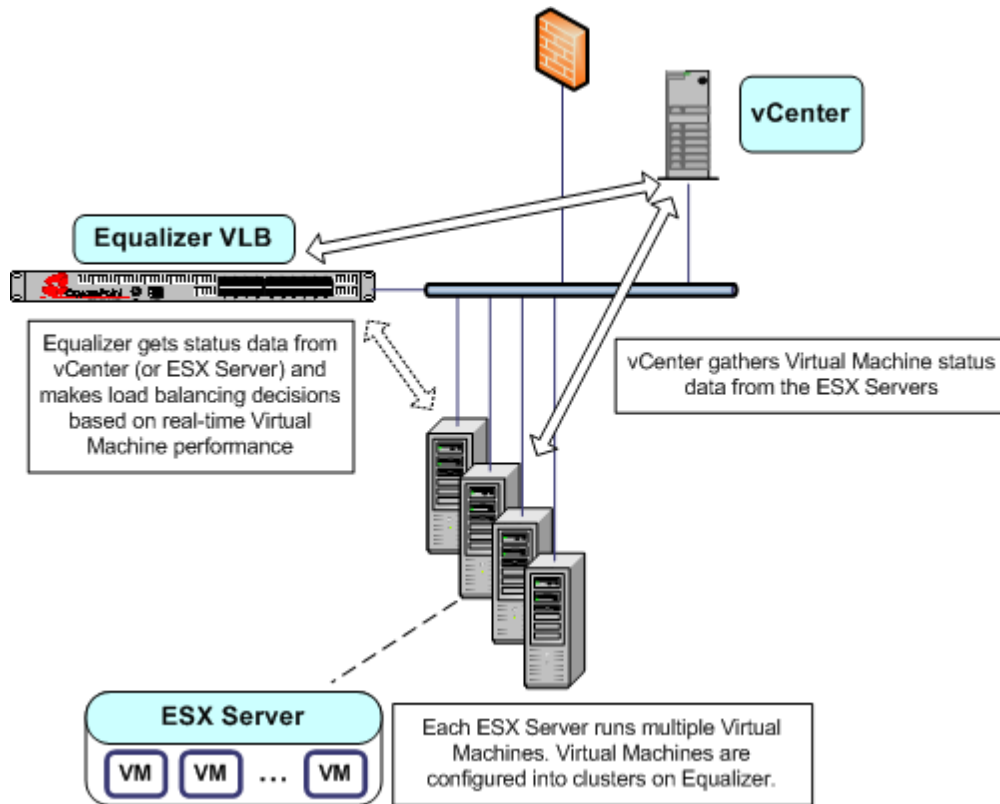 vCenter
Equalizer VLB
Equalizer gets status data from
vCenter (or ESX Server) and
makes load balancing decisions
based on real-time Virtual
Machine performance
vCenter gathers Virtual Machine status
data from the ESX Servers
ESX Server
VM VM ... VM
Each ESX Server runs multiple Virtual
Machines. Virtual Machines are
configured into clusters on Equalizer.